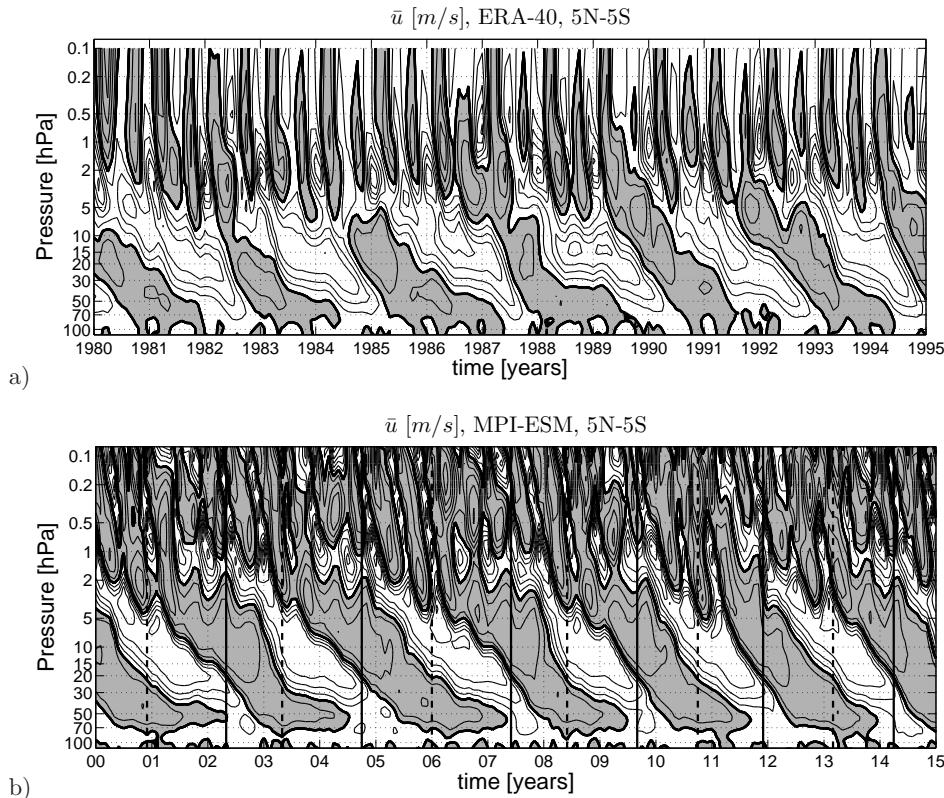 ū [m/s], ERA-40, 5N-5S
Pressure [hPa]
0.1
0.2
0.5
1
2
5
10
15
20
30
50
70
100
1980 1981 1982 1983 1984 1985 1986 1987 1988 1989 1990 1991 1992 1993 1994 1995
time [years]
a)
ū [m/s], MPI-ESM, 5N-5S
Pressure [hPa]
0.1
0.2
0.5
1
2
5
10
15
20
30
50
70
100
00 01 02 03 04 05 06 07 08 09 10 11 12 13 14 15
time [years]
b)